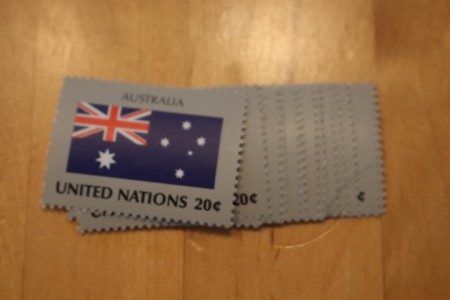 AUSTRALIA
UNITED NATIONS 20¢
20¢
¢